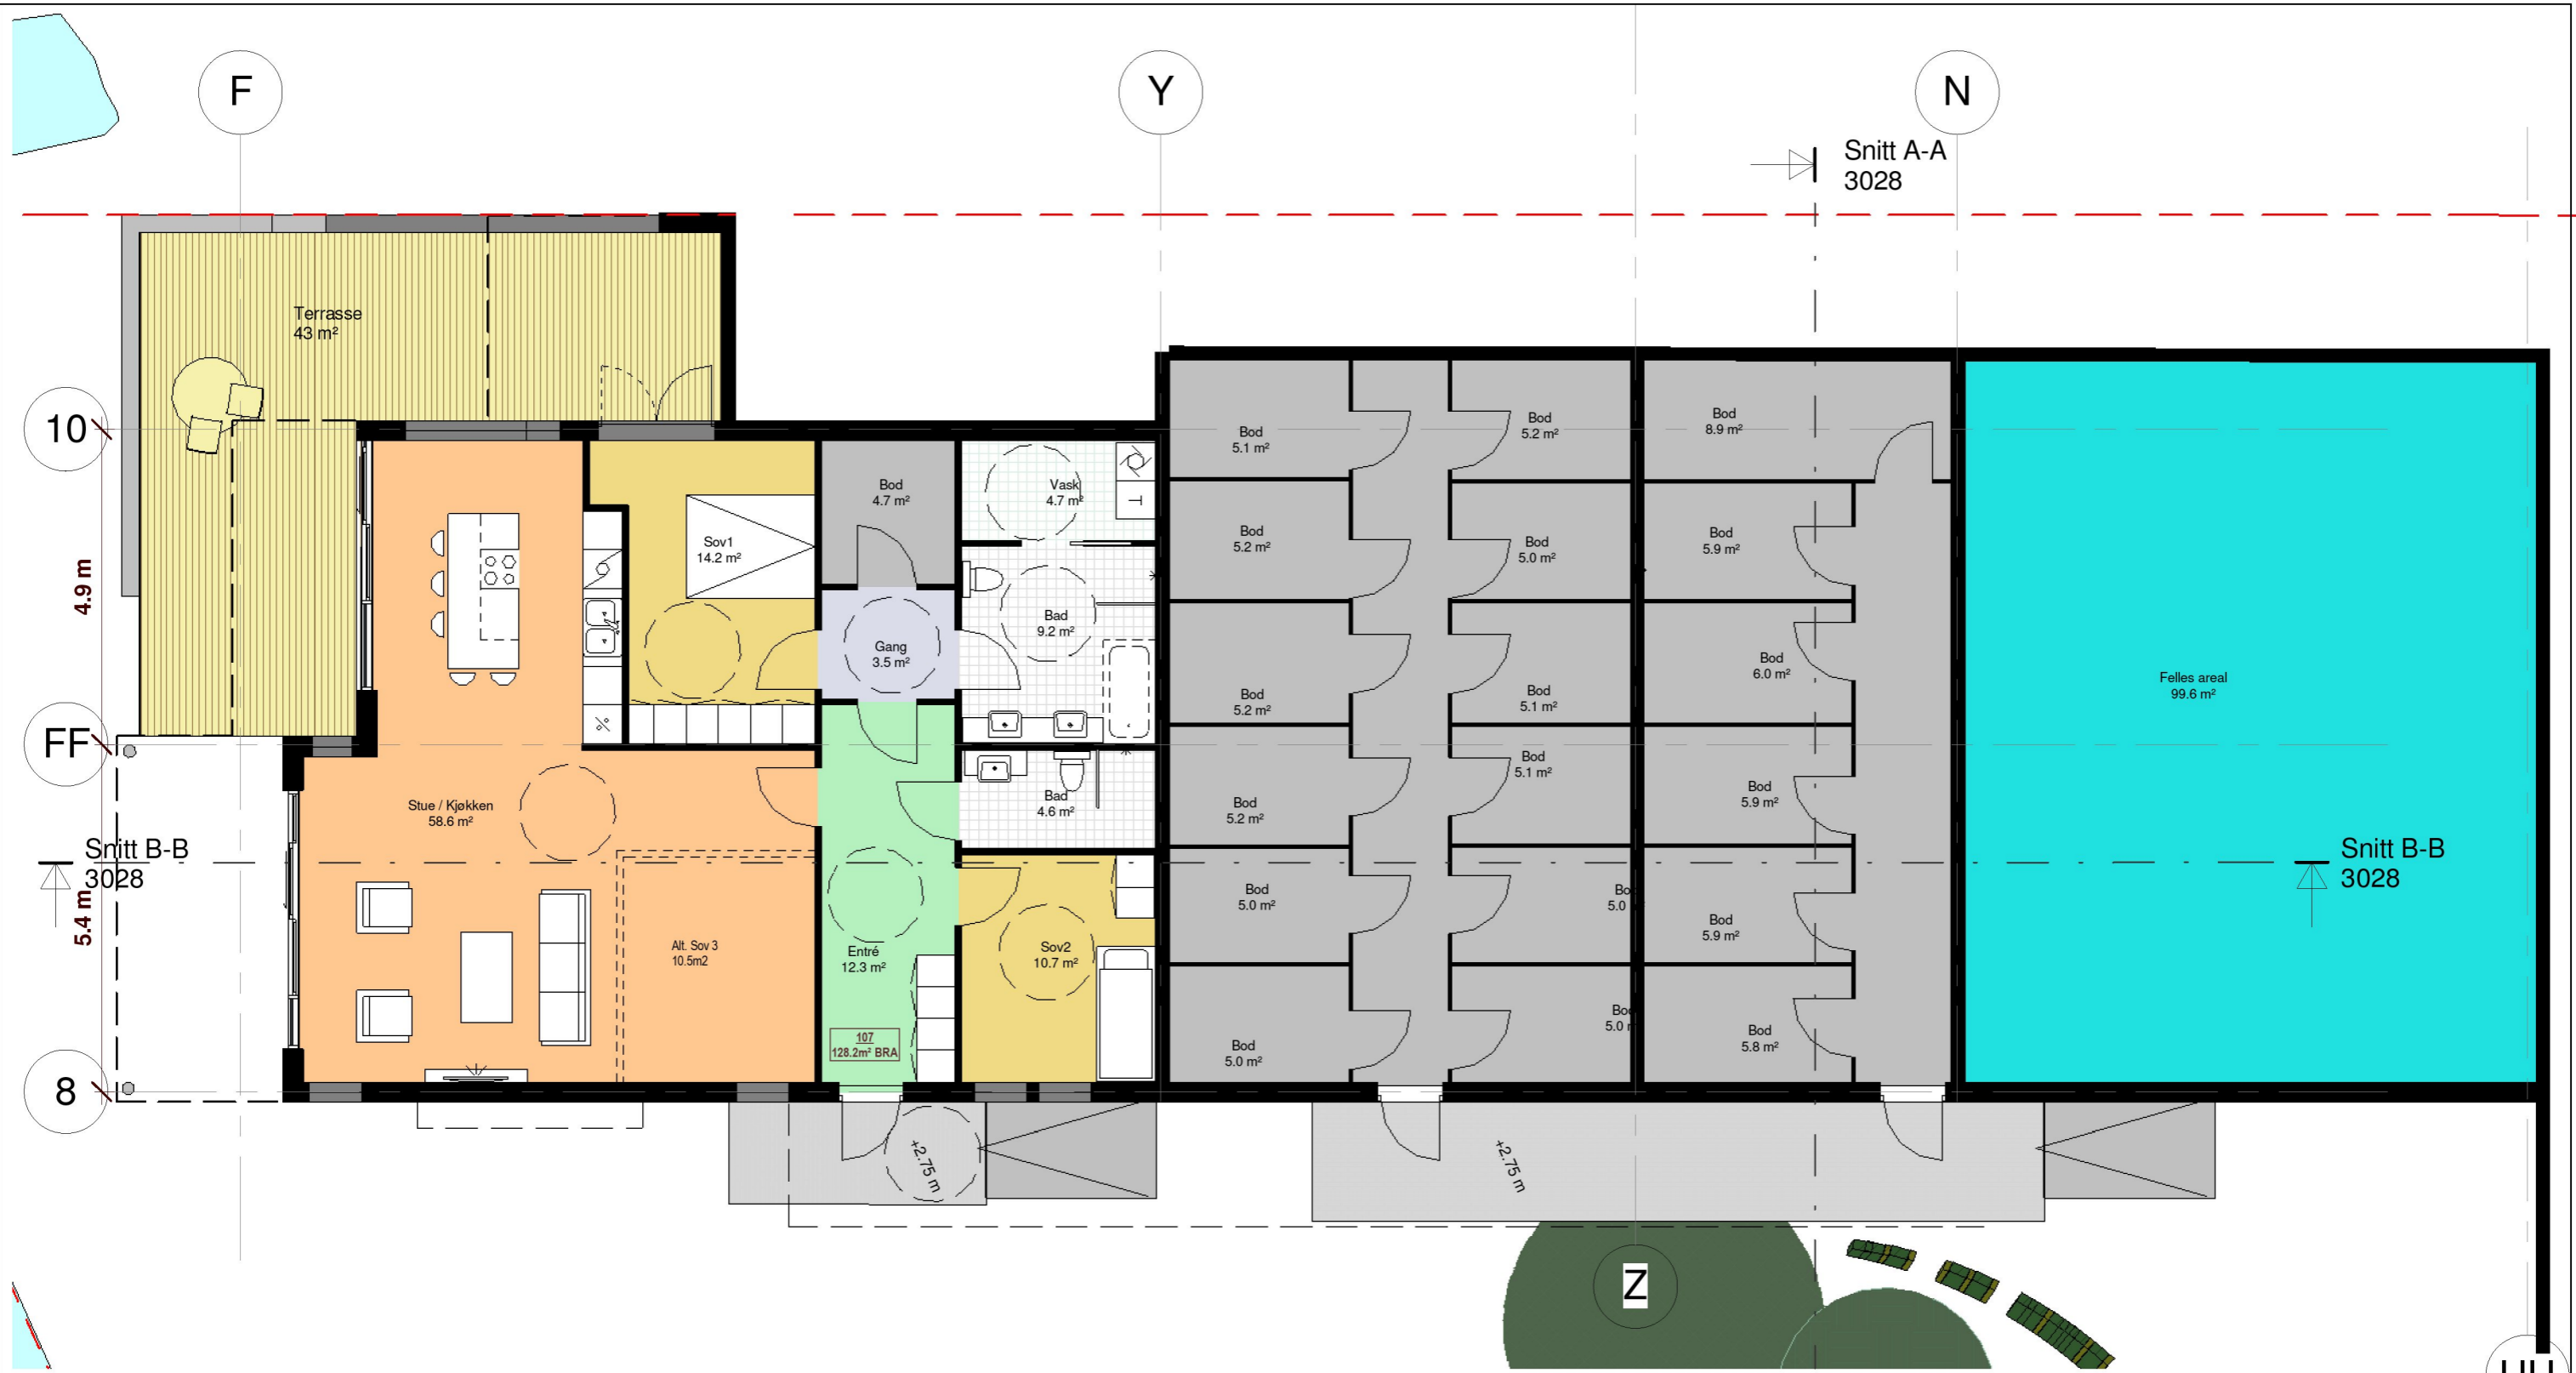 F
Y
N
Snitt A-A
3028
Terrasse
43 m²
10
Bod
5.1 m²
Bod
5.2 m²
Bod
8.9 m²
Bod
4.7 m²
Vask
4.7 m²
Sov1
14.2 m²
Bod
5.2 m²
Bod
5.0 m²
Bod
5.9 m²
4.9 m
Bad
9.2 m²
Gang
3.5 m²
Bod
5.2 m²
Bod
5.1 m²
Bod
6.0 m²
Felles areal
99.6 m²
FF
Stue / Kjøkken
58.6 m²
Bad
4.6 m²
Bod
5.2 m²
Bod
5.1 m²
Bod
5.9 m²
Snitt B-B
3028
Snitt B-B
3028
5.4 m
Alt. Sov 3
10.5m2
Entré
12.3 m²
Sov2
10.7 m²
Bod
5.0 m²
5.0
Bod
5.9 m²
107
128.2m² BRA
Bod
5.0 m²
5.0
Bod
5.8 m²
8
+2.75 m
+2.75 m
Z